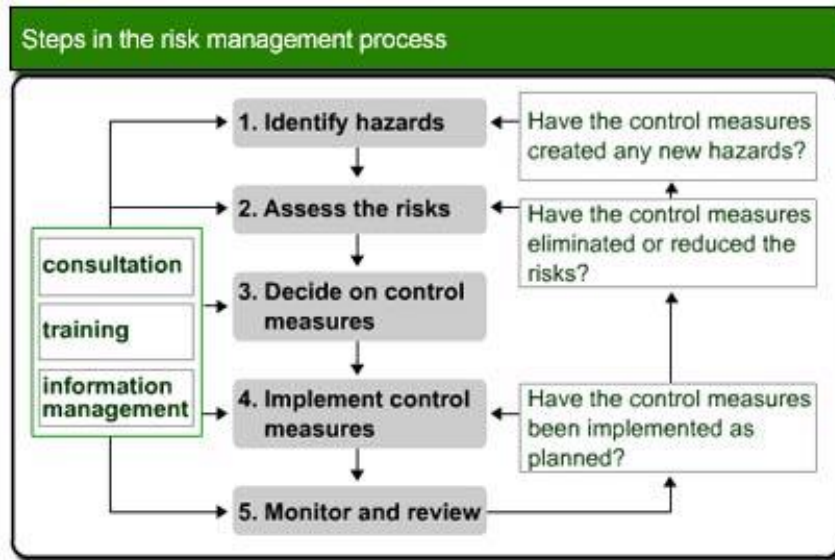 Steps in the risk management process
1. Identify hazards
2. Assess the risks
3. Decide on control
measures
4. Implement control
measures
5. Monitor and review
consultation
training
information
management
Have the control measures
created any new hazards?
Have the control measures
eliminated or reduced the
risks?
Have the control measures
been implemented as
planned?